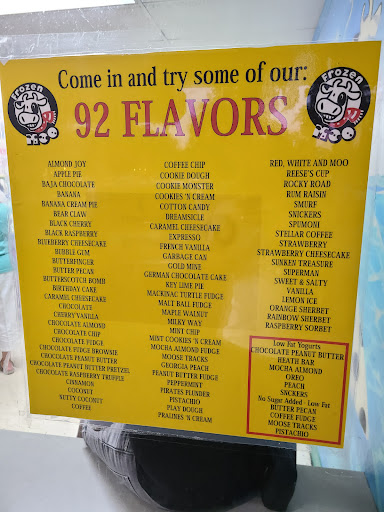 Come in and try some of our:
92 FLAVORS
Frozen
MOO
Frozen
MOO
ALMOND JOY
APPLE PIE
BAJA CHOCOLATE
BANANA
BANANA CREAM PIE
BEAR CLAW
BLACK CHERRY
BLACK RASPBERRY
BLUEBERRY CHEESECAKE
BUBBLE GUM
BUTTERFINGER
BUTTER PECAN
BUTTERSCOTCH BOMB
BIRTHDAY CAKE
CARAMEL CHEESECAKE
CHOCOLATE
CHERRY VANILLA
CHOCOLATE ALMOND
CHOCOLATE CHIP
CHOCOLATE FUDGE
CHOCOLATE FUDGE BROWNIE
CHOCOLATE PEANUT BUTTER
CHOCOLATE PEANUT BUTTER PRETZEL
CHOCOLATE RASPBERRY TRUFFLE
CINNAMON
COCONUT
NUTTY COCONUT
COFFEE
COFFEE CHIP
COOKIE DOUGH
COOKIE MONSTER
COOKIES 'N CREAM
COTTON CANDY
DREAMSICLE
CARAMEL CHEESECAKE
EXPRESSO
FRENCH VANILLA
GARBAGE CAN
GOLD MINE
GERMAN CHOCOLATE CAKE
KEY LIME PIE
MACKINAC TURTLE FUDGE
MALT BALL FUDGE
MAPLE WALNUT
MILKY WAY
MINT CHIP
MINT COOKIES 'N CREAM
MOCHA ALMOND FUDGE
MOOSE TRACKS
GEORGIA PEACH
PEANUT BUTTER FUDGE
PEPPERMINT
PIRATES PLUNDER
PISTACHIO
PLAY DOUGH
PRALINES 'N CREAM
RED, WHITE AND MOO
REESE'S CUP
ROCKY ROAD
RUM RAISIN
SMURF
SNICKERS
SPUMONI
STELLAR COFFEE
STRAWBERRY
STRAWBERRY CHEESECAKE
SUNKEN TREASURE
SUPERMAN
SWEET & SALTY
VANILLA
LEMON ICE
ORANGE SHERBET
RAINBOW SHERBET
RASPBERRY SORBET
Low Fat Yogurts
CHOCOLATE PEANUT BUTTER
HEATH BAR
MOCHA ALMOND
OREO
PEACH
SNICKERS
No Sugar Added - Low Fat
BUTTER PECAN
COFFEE FUDGE
MOOSE TRACKS
PISTACHIO